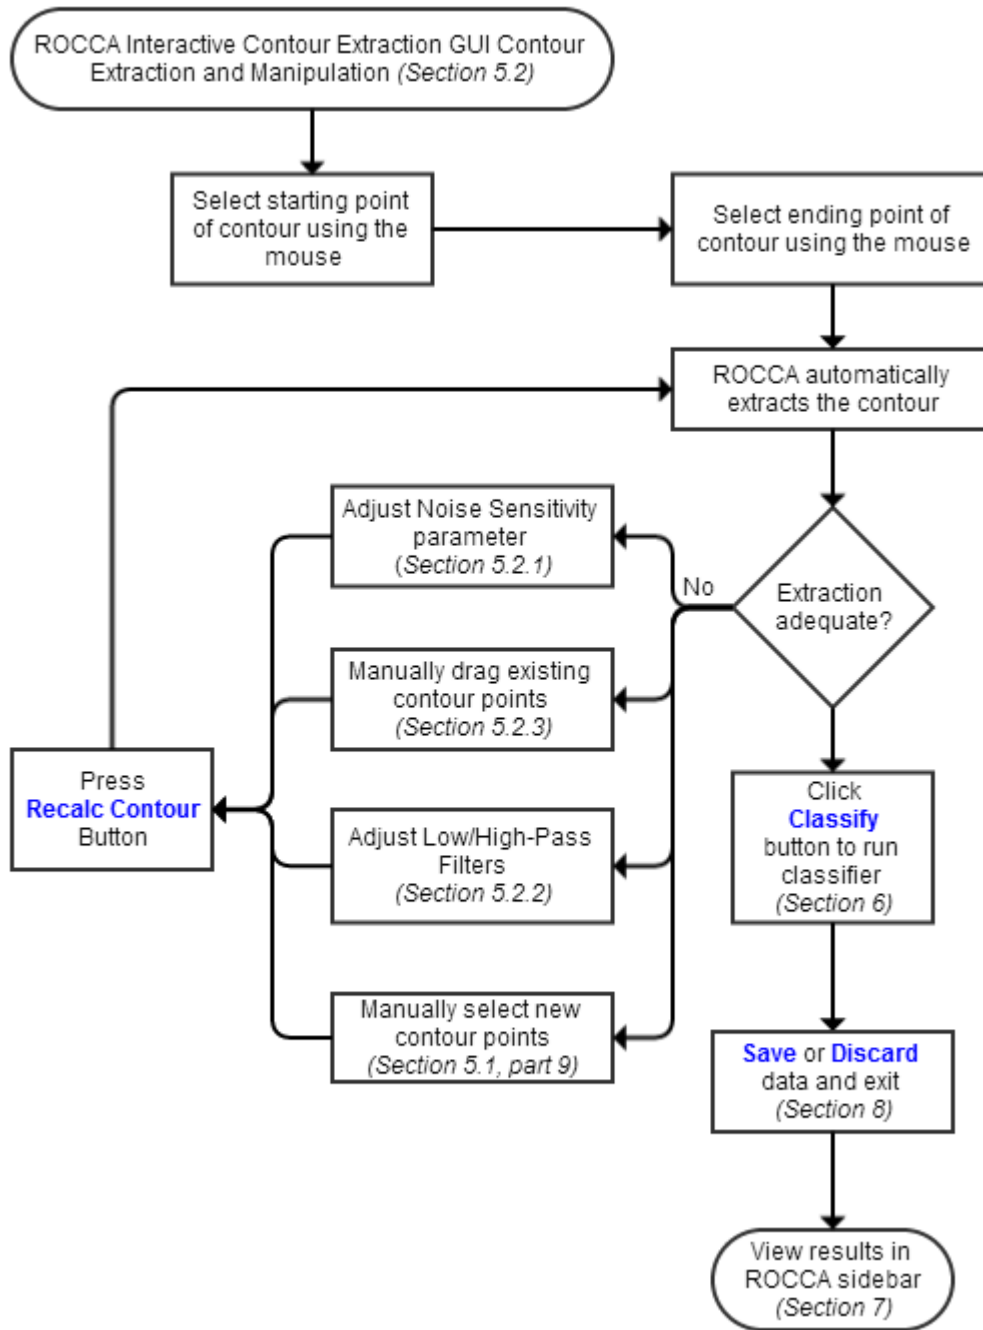 ROCCA Interactive Contour Extraction GUI Contour
Extraction and Manipulation (Section 5.2)
Select starting point
of contour using the
mouse
Select ending point of
contour using the mouse
ROCCA automatically
extracts the contour
Extraction
adequate?
No
Adjust Noise Sensitivity
parameter
(Section 5.2.1)
Manually drag existing
contour points
(Section 5.2.3)
Adjust Low/High-Pass
Filters
(Section 5.2.2)
Manually select new
contour points
(Section 5.1, part 9)
Press
Recalc Contour
Button
Click
Classify
button to run
classifier
(Section 6)
Save or Discard
data and exit
(Section 8)
View results in
ROCCA sidebar
(Section 7)